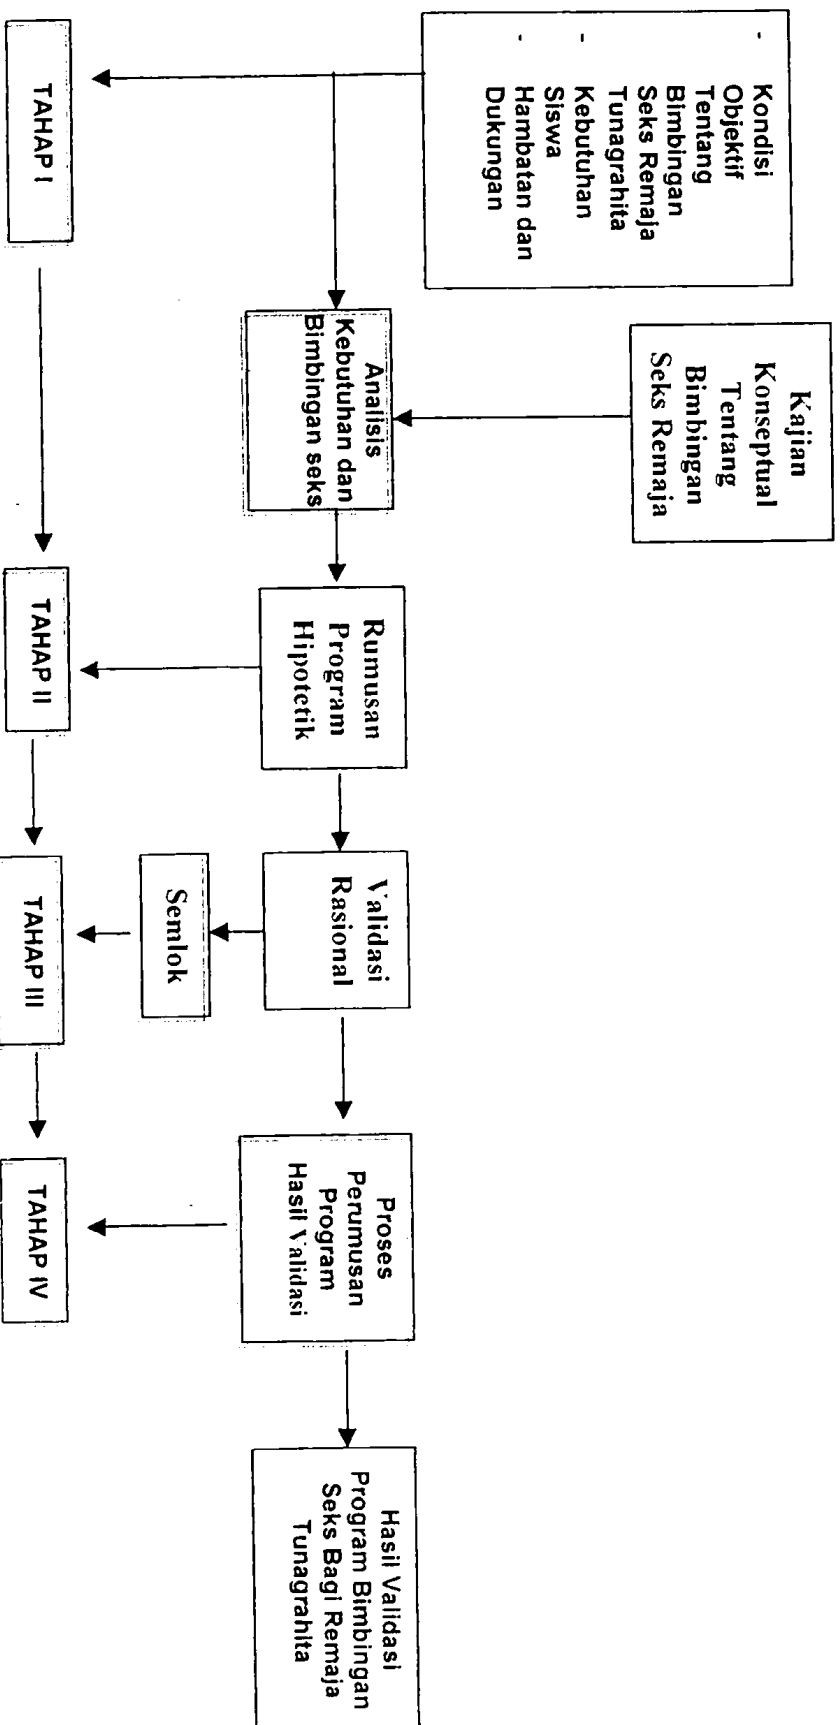 - Kondisi
Objektif
Tentang
Bimbingan
Seks Remaja
Tunagrahita
- Kebutuhan
Siswa
- Hambatan dan
Dukungan
Kajian
Konseptual
Tentang
Bimbingan
Seks Remaja
Analisis
Kebutuhan dan
Bimbingan seks
Rumusan
Program
Hipotetik
Validasi
Rasional
Semlok
Proses
Perumusan
Program
Hasil Validasi
Hasil Validasi
Program Bimbingan
Seks Bagi Remaja
Tunagrahita
TAHAP I
TAHAP II
TAHAP III
TAHAP IV